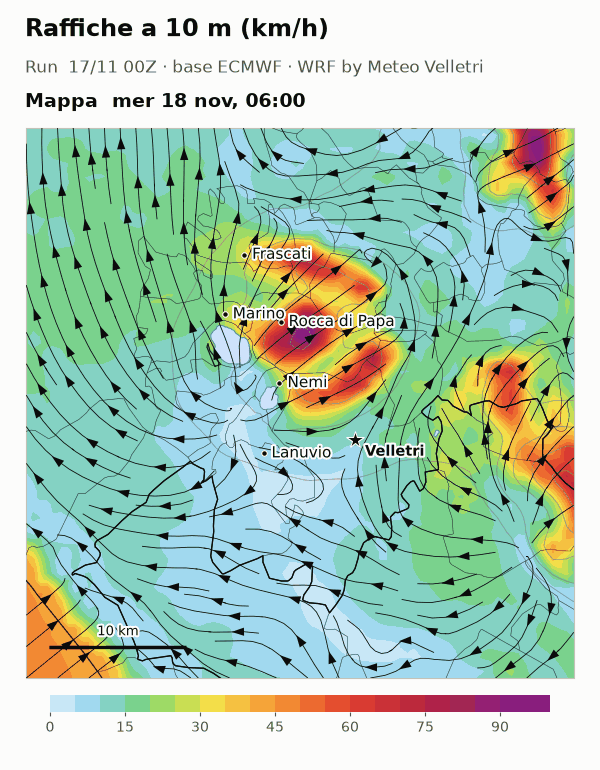 Raffiche a 10 m (km/h)
Run  17/11 00Z · base ECMWF · WRF by Meteo Velletri
Mappa  mer 18 nov, 06:00
Frascati
Marino
Rocca di Papa
Nemi
Velletri
Lanuvio
10 km
0 15 30 45 60 75 90